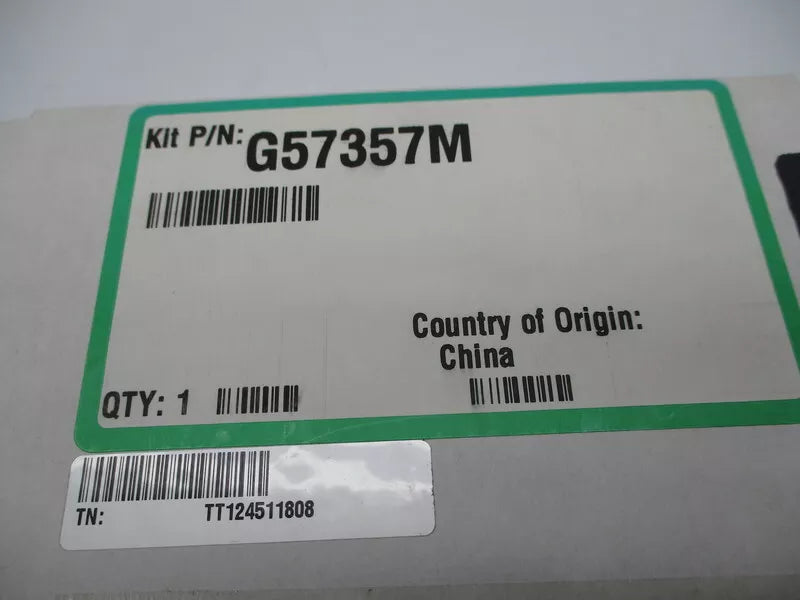 Kit P/N: G57357M
Country of Origin:
China
QTY: 1
TN: TT124511808